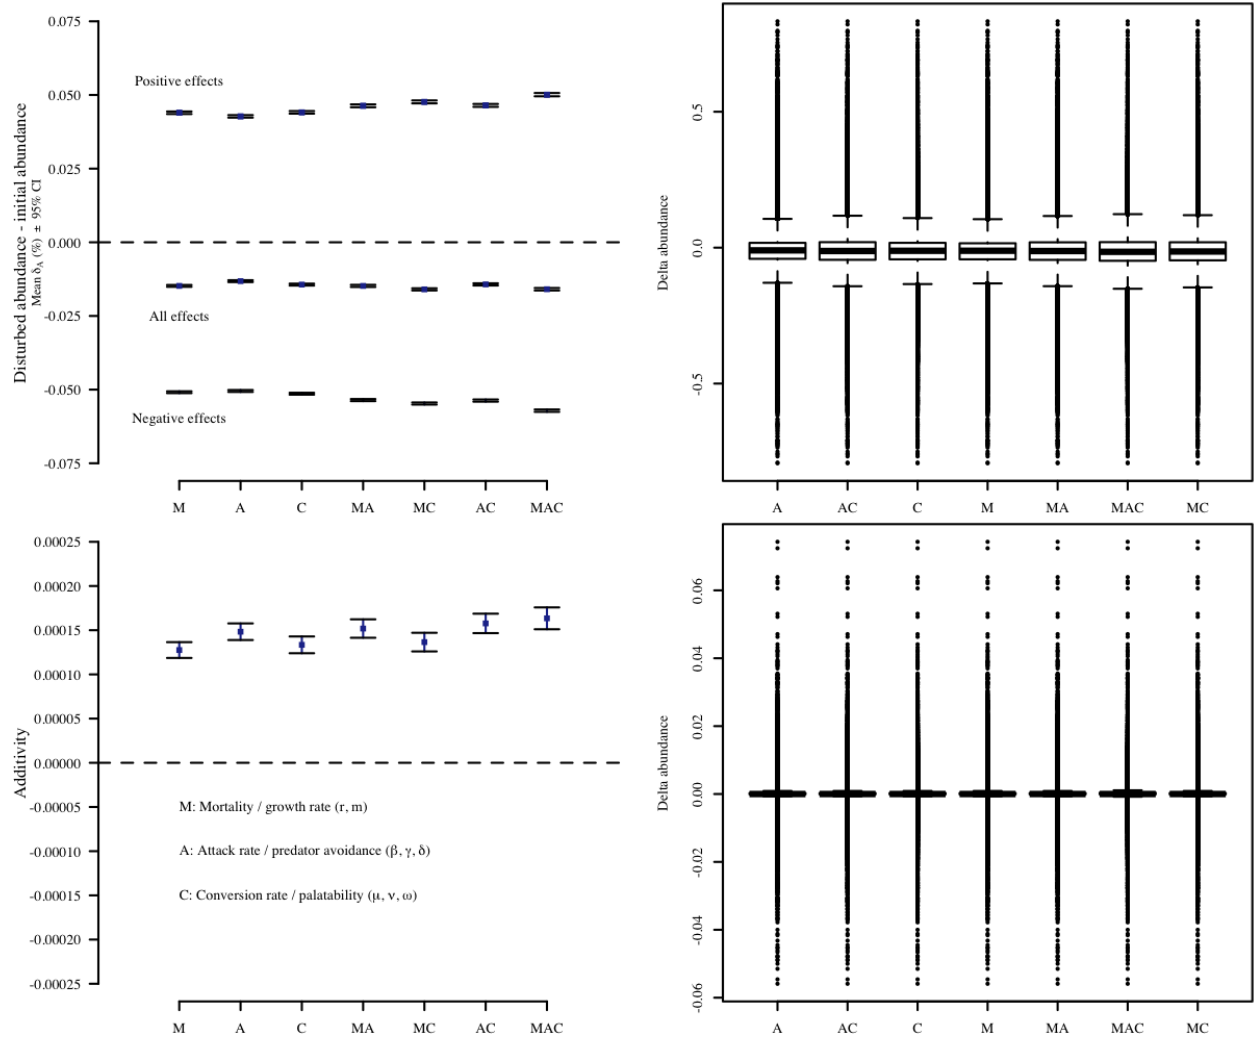 0.075
0.050
0.025
0.000
-0.025
-0.050
-0.075
Disturbed abundance - initial abundance
Mean δA (%) ± 95% CI
Positive effects
All effects
Negative effects
M A C MA MC AC MAC
0.5
0.0
-0.5
Delta abundance
A AC C M MA MAC MC
0.00025
0.00020
0.00015
0.00010
0.00005
0.00000
-0.00005
-0.00010
-0.00015
-0.00020
-0.00025
Additivity
M: Mortality / growth rate (r, m)
A: Attack rate / predator avoidance (β, γ, δ)
C: Conversion rate / palatability (μ, ν, ω)
M A C MA MC AC MAC
0.06
0.04
0.02
0.00
-0.02
-0.04
-0.06
Delta abundance
A AC C M MA MAC MC